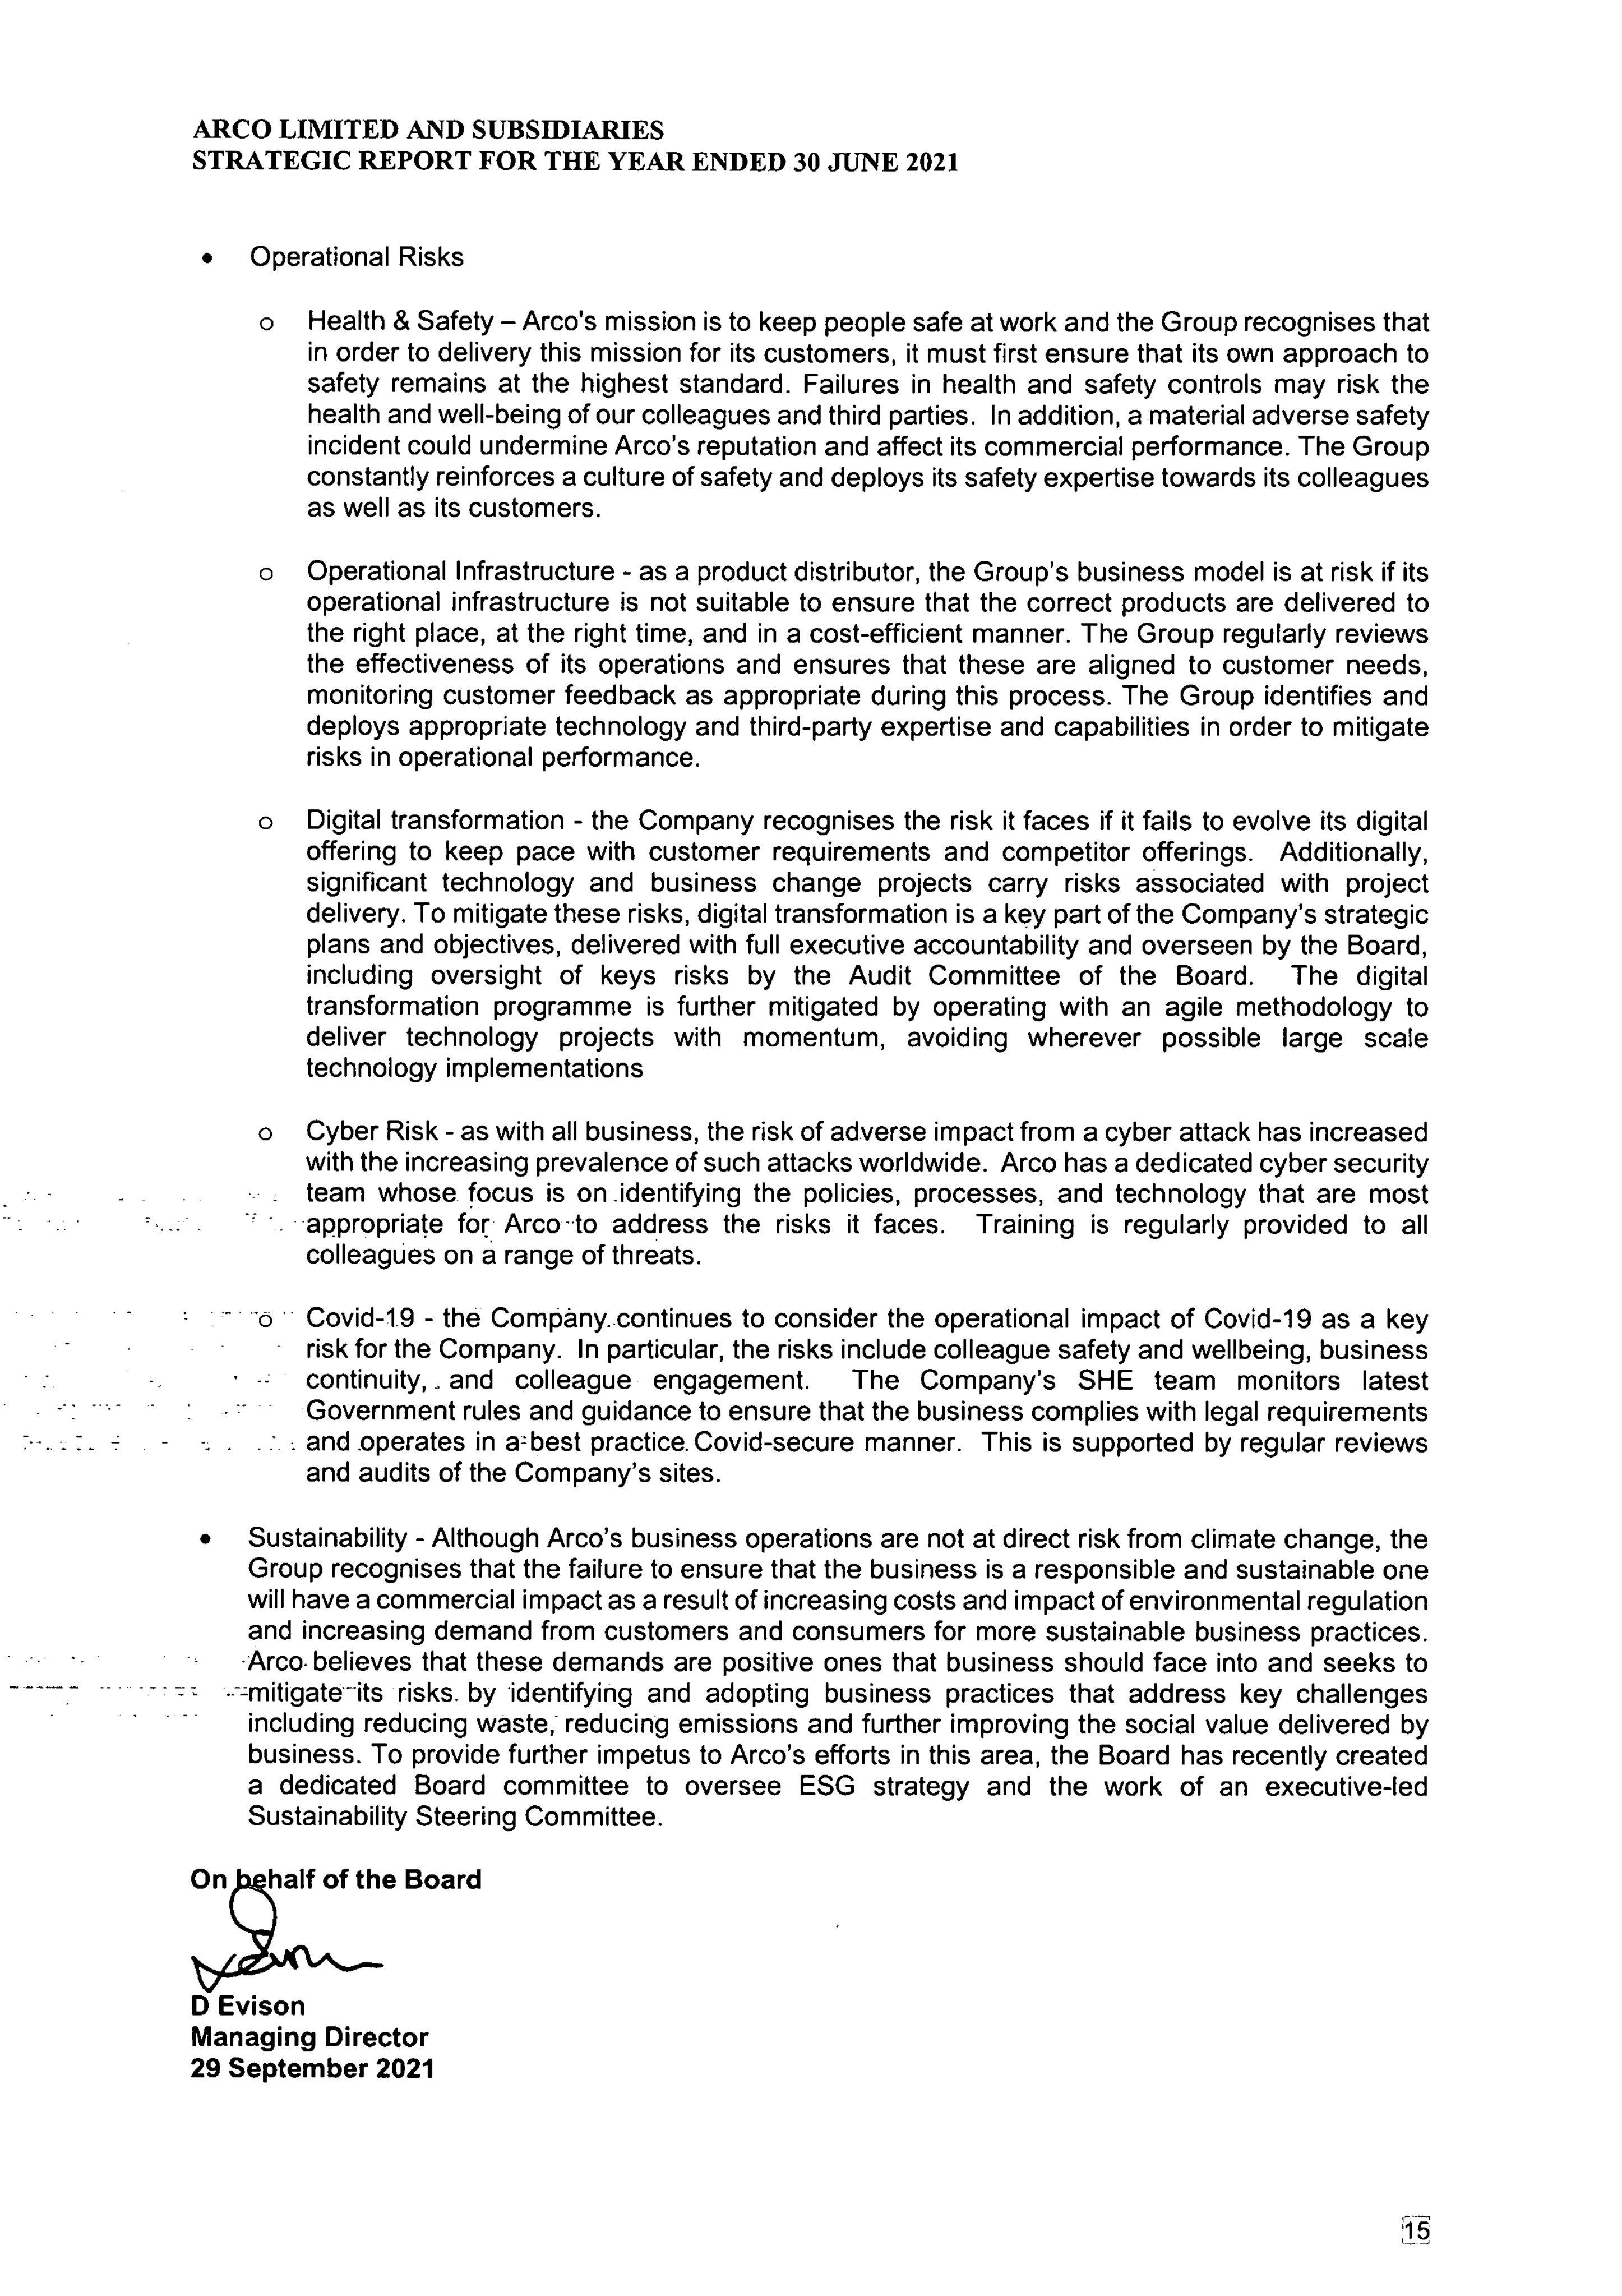 ARCO LIMITED AND SUBSIDIARIES
STRATEGIC REPORT FOR THE YEAR ENDED 30 JUNE 2021
• Operational Risks
o Health & Safety – Arco's mission is to keep people safe at work and the Group recognises that
in order to delivery this mission for its customers, it must first ensure that its own approach to
safety remains at the highest standard. Failures in health and safety controls may risk the
health and well-being of our colleagues and third parties. In addition, a material adverse safety
incident could undermine Arco's reputation and affect its commercial performance. The Group
constantly reinforces a culture of safety and deploys its safety expertise towards its colleagues
as well as its customers.
o Operational Infrastructure - as a product distributor, the Group's business model is at risk if its
operational infrastructure is not suitable to ensure that the correct products are delivered to
the right place, at the right time, and in a cost-efficient manner. The Group regularly reviews
the effectiveness of its operations and ensures that these are aligned to customer needs,
monitoring customer feedback as appropriate during this process. The Group identifies and
deploys appropriate technology and third-party expertise and capabilities in order to mitigate
risks in operational performance.
o Digital transformation - the Company recognises the risk it faces if it fails to evolve its digital
offering to keep pace with customer requirements and competitor offerings. Additionally,
significant technology and business change projects carry risks associated with project
delivery. To mitigate these risks, digital transformation is a key part of the Company's strategic
plans and objectives, delivered with full executive accountability and overseen by the Board,
including oversight of keys risks by the Audit Committee of the Board. The digital
transformation programme is further mitigated by operating with an agile methodology to
deliver technology projects with momentum, avoiding wherever possible large scale
technology implementations
o Cyber Risk - as with all business, the risk of adverse impact from a cyber attack has increased
with the increasing prevalence of such attacks worldwide. Arco has a dedicated cyber security
team whose focus is on identifying the policies, processes, and technology that are most
appropriate for Arco to address the risks it faces. Training is regularly provided to all
colleagues on a range of threats.
o Covid-19 - the Company continues to consider the operational impact of Covid-19 as a key
risk for the Company. In particular, the risks include colleague safety and wellbeing, business
continuity, and colleague engagement. The Company's SHE team monitors latest
Government rules and guidance to ensure that the business complies with legal requirements
and operates in a best practice Covid-secure manner. This is supported by regular reviews
and audits of the Company's sites.
• Sustainability - Although Arco's business operations are not at direct risk from climate change, the
Group recognises that the failure to ensure that the business is a responsible and sustainable one
will have a commercial impact as a result of increasing costs and impact of environmental regulation
and increasing demand from customers and consumers for more sustainable business practices.
Arco believes that these demands are positive ones that business should face into and seeks to
mitigate its risks by identifying and adopting business practices that address key challenges
including reducing waste, reducing emissions and further improving the social value delivered by
business. To provide further impetus to Arco's efforts in this area, the Board has recently created
a dedicated Board committee to oversee ESG strategy and the work of an executive-led
Sustainability Steering Committee.
On behalf of the Board
D Evison
Managing Director
29 September 2021
15